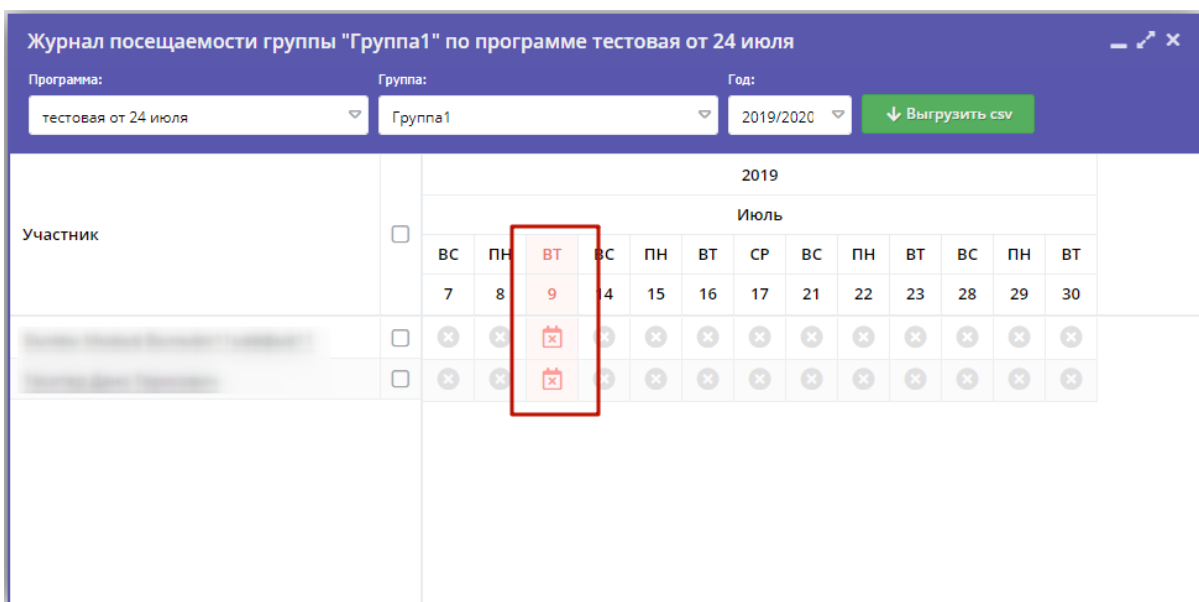 Журнал посещаемости группы "Группа1" по программе тестовая от 24 июля
Программа: Группа: Год:
тестовая от 24 июля Группа1 2019/2020 Выгрузить csv
2019
Июль
Участник
ВС ПН ВТ ВС ПН ВТ СР ВС ПН ВТ ВС ПН ВТ
7 8 9 14 15 16 17 21 22 23 28 29 30